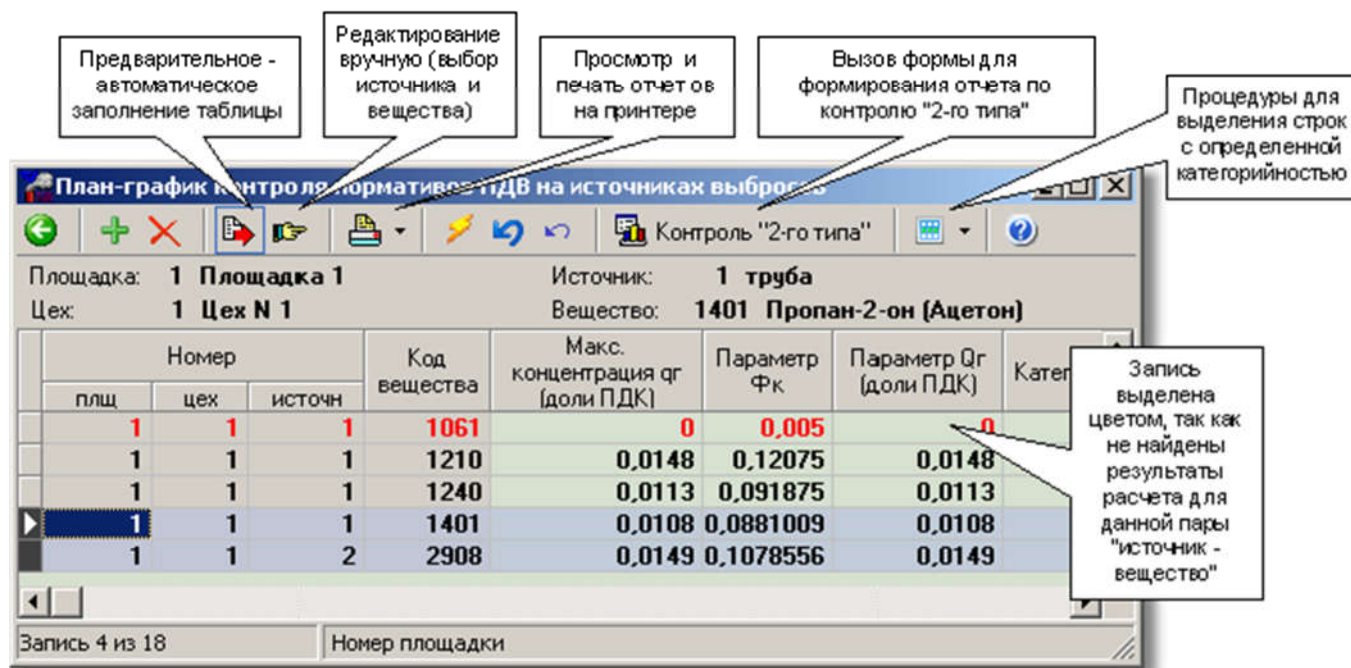 Предварительное -
автоматическое
заполнение таблицы
Редактирование
вручную (выбор
источника и
вещества)
Просмотр и
печать отчетов
на принтере
Вызов формы для
формирования отчета по
контролю "2-го типа"
Процедуры для
выделения строк
с определенной
категорийностью
План-график контроля нормативов ПДВ на источниках выбросов
Контроль "2-го типа"
Площадка: 1 Площадка 1 Источник: 1 труба
Цех: 1 Цех N 1 Вещество: 1401 Пропан-2-он (Ацетон)
Номер
плщ цех источн
Код
вещества
Макс.
концентрация qг
(доли ПДК)
Параметр
Фк
Параметр Qг
(доли ПДК)
Катег
1 1 1 1061 0 0,005 0
1 1 1 1210 0,0148 0,12075 0,0148
1 1 1 1240 0,0113 0,091875 0,0113
1 1 1 1401 0,0108 0,0881009 0,0108
1 1 2 2908 0,0149 0,1078556 0,0149
Запись
выделена
цветом, так как
не найдены
результаты
расчета для
данной пары
"источник -
вещество"
Запись 4 из 18 Номер площадки